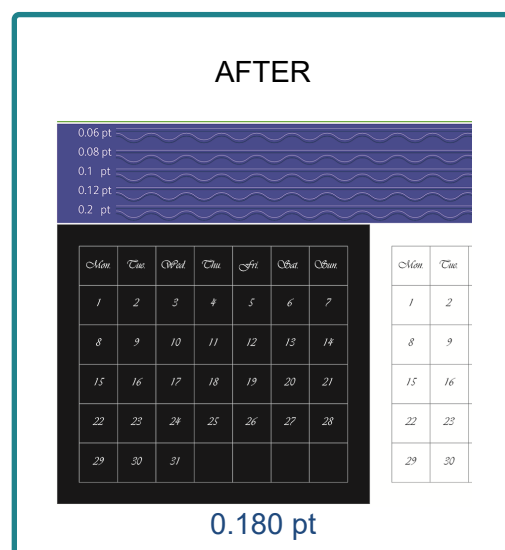 AFTER
0.06 pt
0.08 pt
0.1 pt
0.12 pt
0.2 pt
Mon. Tue. Wed. Thu. Fri. Sat. Sun.
1 2 3 4 5 6 7
8 9 10 11 12 13 14
15 16 17 18 19 20 21
22 23 24 25 26 27 28
29 30 31
Mon. Tue.
1 2
8 9
15 16
22 23
29 30
0.180 pt